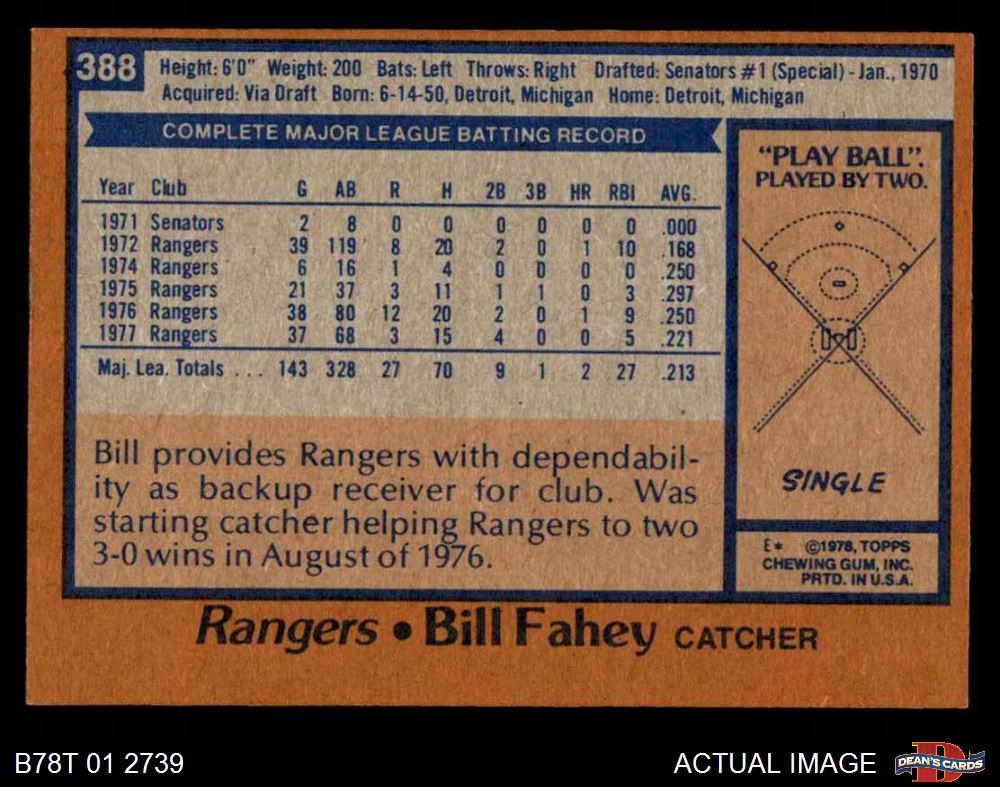 388
Height: 6'0" Weight: 200 Bats: Left Throws: Right Drafted: Senators #1 (Special) - Jan., 1970
Acquired: Via Draft Born: 6-14-50, Detroit, Michigan Home: Detroit, Michigan
COMPLETE MAJOR LEAGUE BATTING RECORD
Year Club G AB R H 2B 3B HR RBI AVG.
1971 Senators 2 8 0 0 0 0 0 0 .000
1972 Rangers 39 119 8 20 2 0 1 10 .168
1974 Rangers 6 16 1 4 0 0 0 0 .250
1975 Rangers 21 37 3 11 1 1 0 3 .297
1976 Rangers 38 80 12 20 2 0 1 9 .250
1977 Rangers 37 68 3 15 4 0 0 5 .221
Maj. Lea. Totals ... 143 328 27 70 9 1 2 27 .213
Bill provides Rangers with dependabil-
ity as backup receiver for club. Was
starting catcher helping Rangers to two
3-0 wins in August of 1976.
"PLAY BALL".
PLAYED BY TWO.
SINGLE
E* ©1978, TOPPS
CHEWING GUM, INC.
PRTD. IN U.S.A.
Rangers • Bill Fahey CATCHER
B78T 01 2739
ACTUAL IMAGE
DEAN'S CARDS